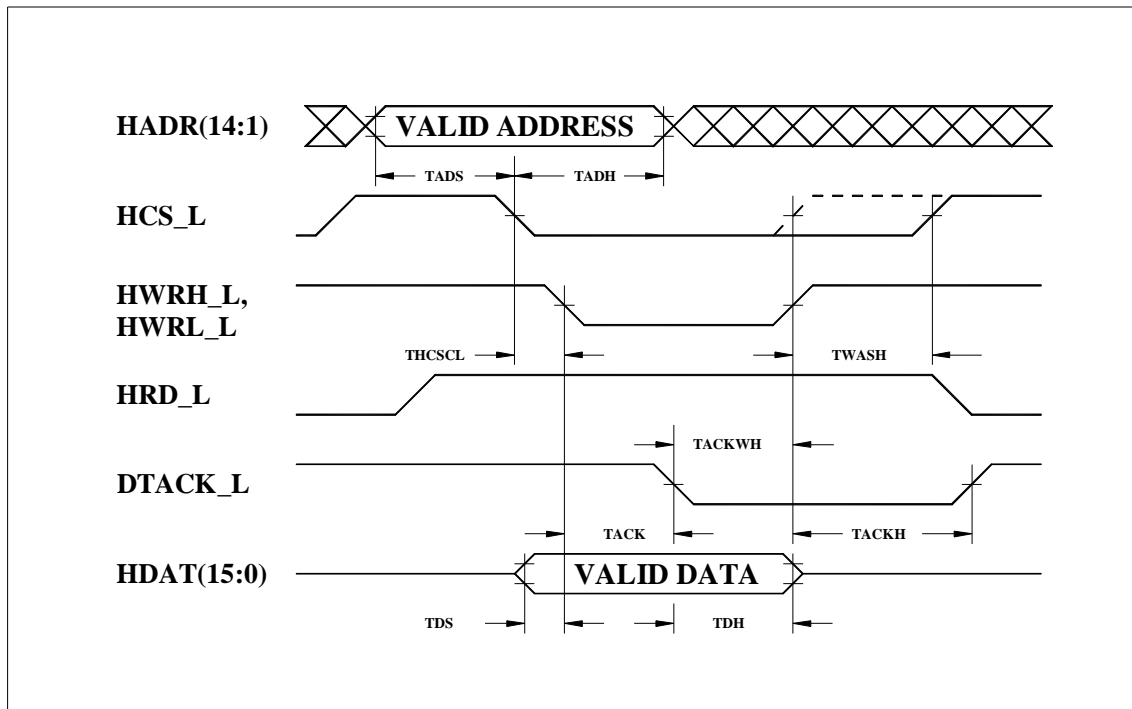 HADR(14:1)
VALID ADDRESS
TADS
TADH
HCS_L
HWRH_L,
HWRL_L
THCSCL
TWASH
HRD_L
TACKWH
DTACK_L
TACK
TACKH
HDAT(15:0)
VALID DATA
TDS
TDH